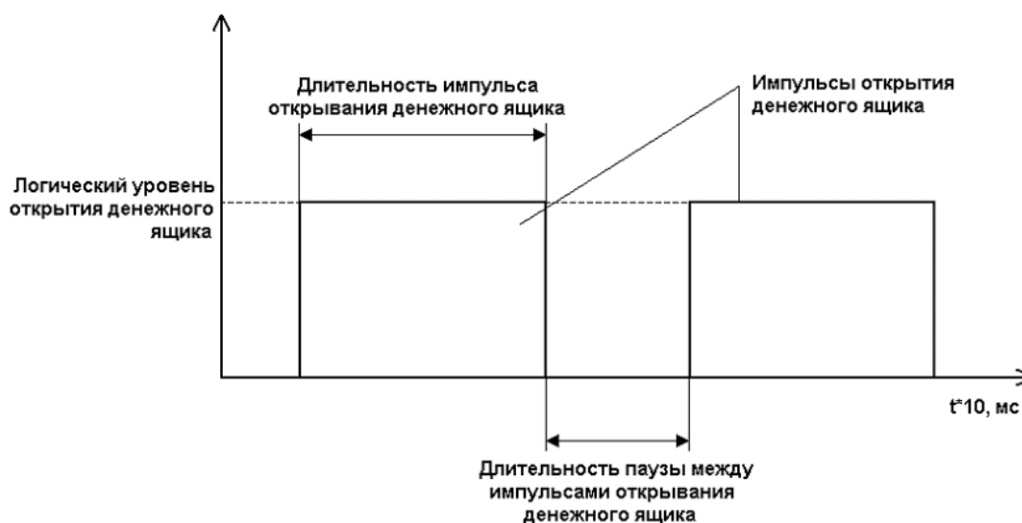 Длительность импульса
открывания денежного ящика
Импульсы открытия
денежного ящика
Логический уровень
открытия денежного
ящика
t*10, мс
Длительность паузы между
импульсами открывания
денежного ящика